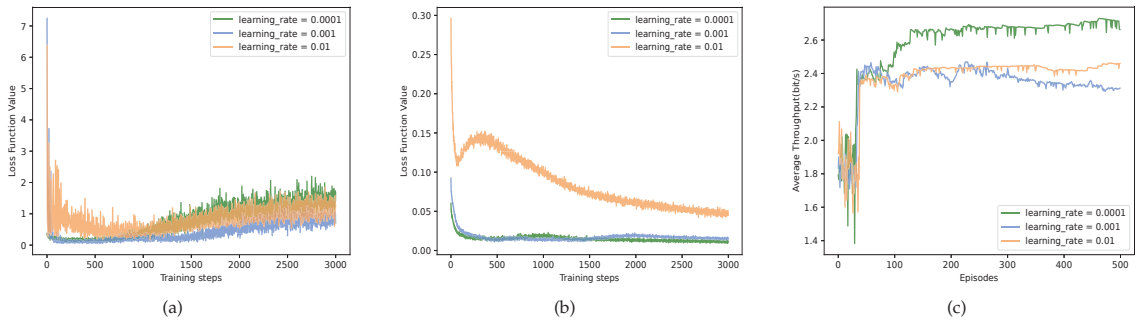 learning_rate = 0.0001
learning_rate = 0.001
learning_rate = 0.01
Loss Function Value
7
6
5
4
3
2
1
0
0 500 1000 1500 2000 2500 3000
Training steps
(a)
learning_rate = 0.0001
learning_rate = 0.001
learning_rate = 0.01
Loss Function Value
0.30
0.25
0.20
0.15
0.10
0.05
0.00
0 500 1000 1500 2000 2500 3000
Training steps
(b)
Average Throughput(bit/s)
2.6
2.4
2.2
2.0
1.8
1.6
1.4
learning_rate = 0.0001
learning_rate = 0.001
learning_rate = 0.01
0 100 200 300 400 500
Episodes
(c)